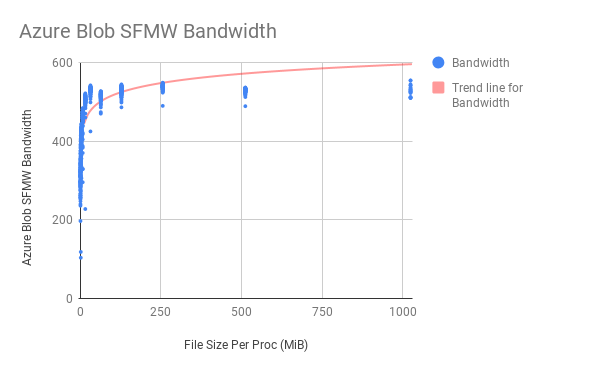 Azure Blob SFMW Bandwidth
Azure Blob SFMW Bandwidth
600
400
200
0
0
250
500
750
1000
File Size Per Proc (MiB)
Bandwidth
Trend line for
Bandwidth